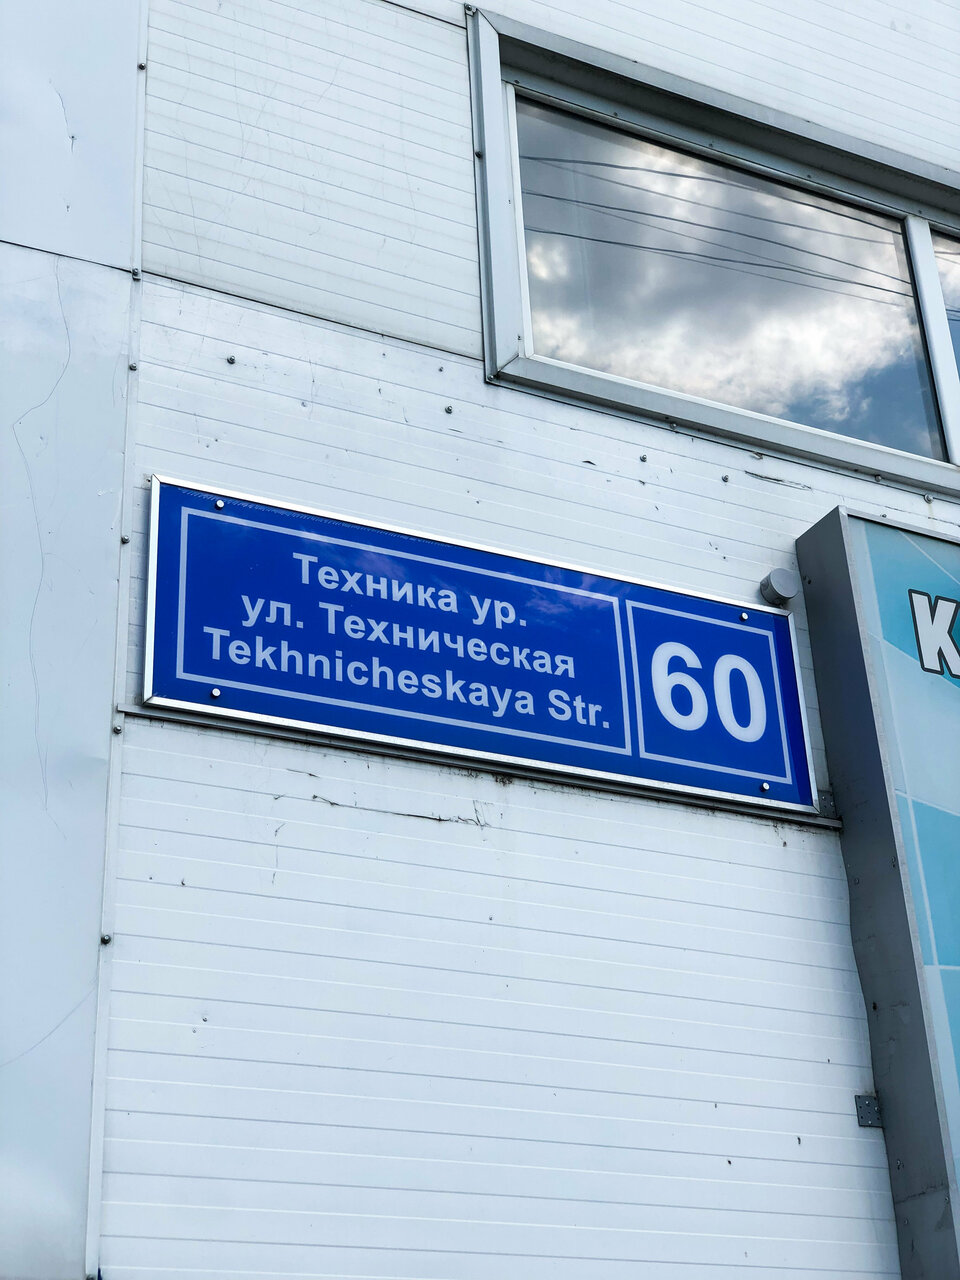 Техника ур.
ул. Техническая
Tekhnicheskaya Str.
60
К